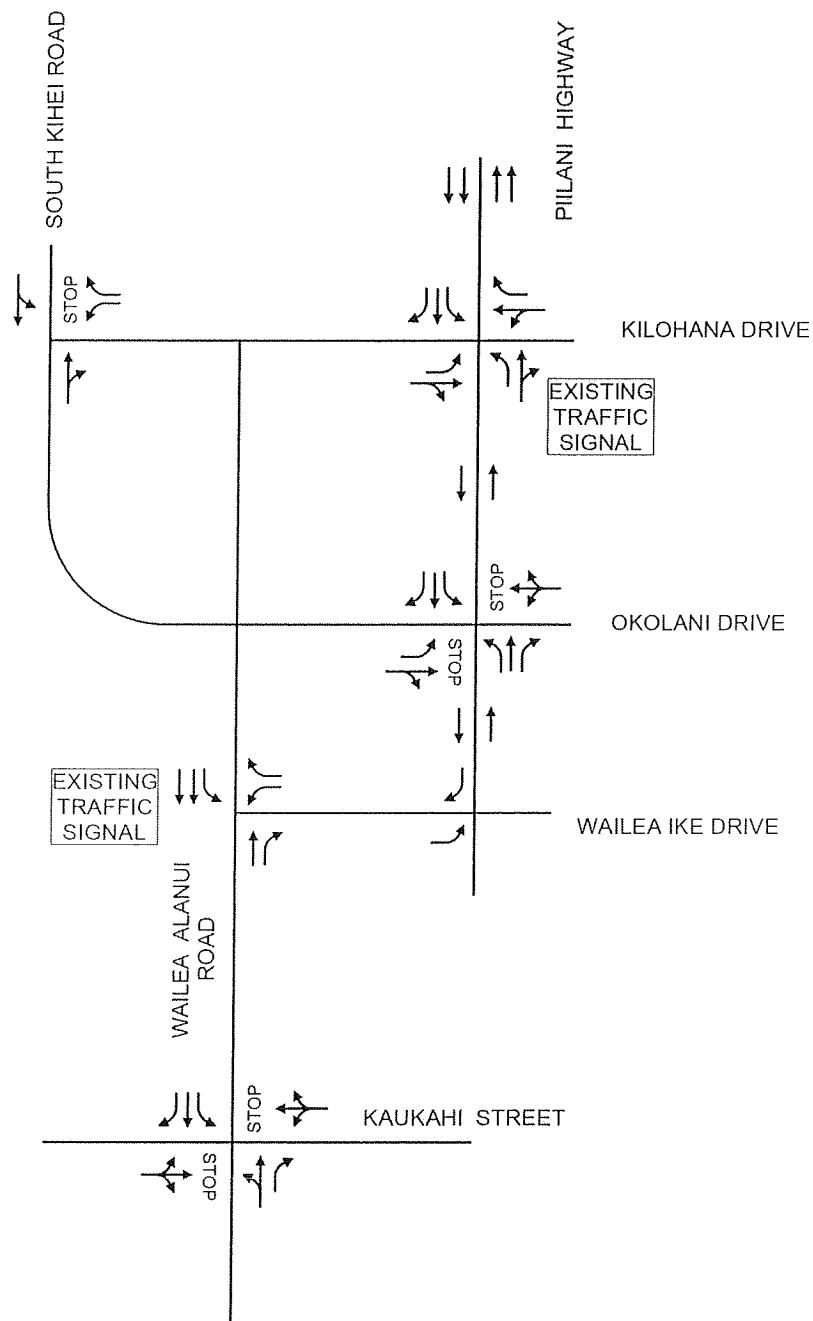 SOUTH KIHEI ROAD
PIILANI HIGHWAY
STOP
KILOHANA DRIVE
EXISTING
TRAFFIC
SIGNAL
STOP
OKOLANI DRIVE
STOP
EXISTING
TRAFFIC
SIGNAL
WAILEA IKE DRIVE
WAILEA ALANUI
ROAD
STOP
KAUKAHI STREET
STOP